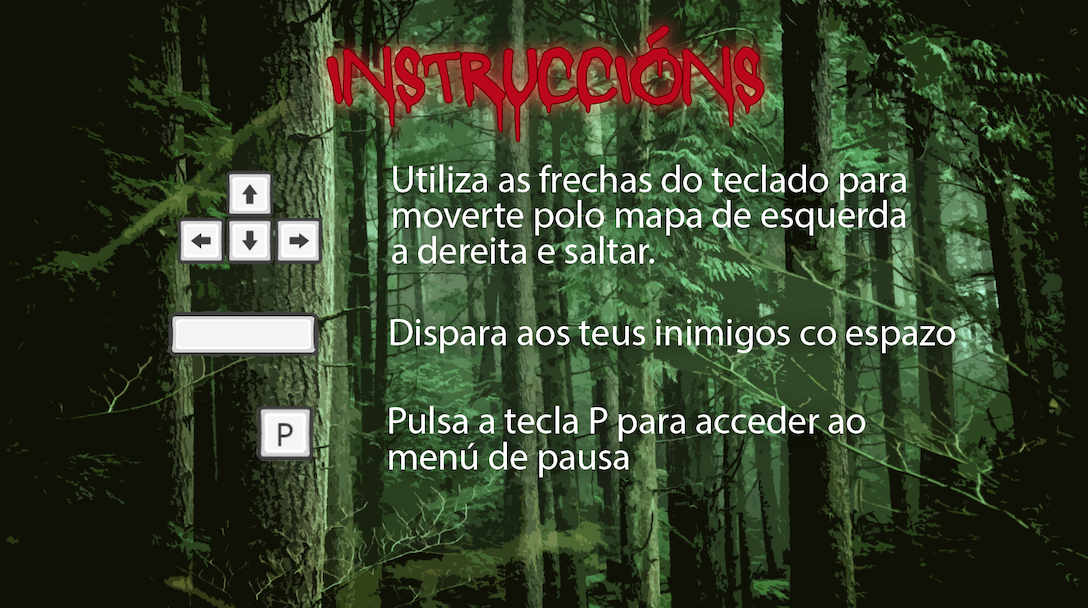 INSTRUCCIÓNS
Utiliza as frechas do teclado para
moverte polo mapa de esquerda
a dereita e saltar.
Dispara aos teus inimigos co espazo
P
Pulsa a tecla P para acceder ao
menú de pausa